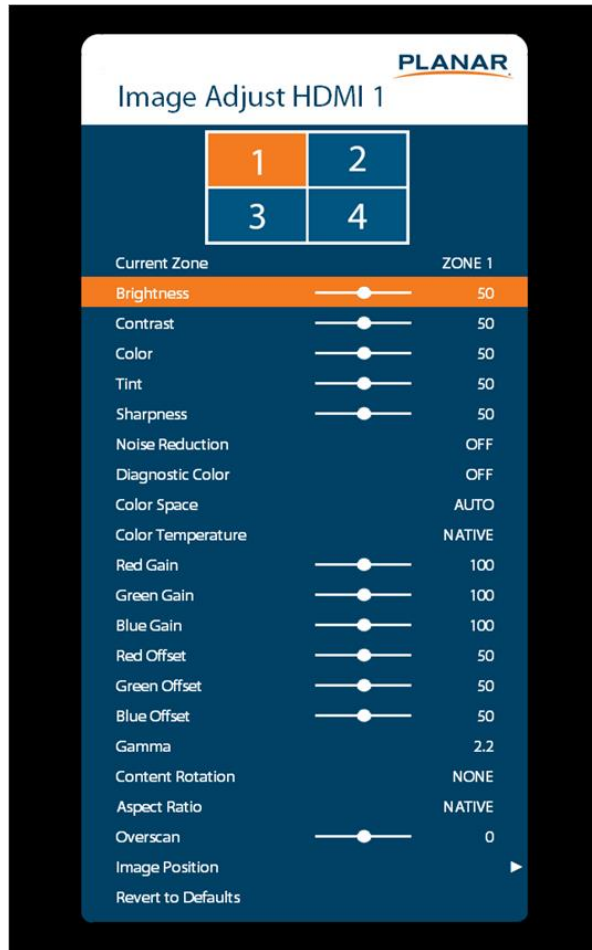 PLANAR
Image Adjust HDMI 1
1 2
3 4
Current Zone ZONE 1
Brightness 50
Contrast 50
Color 50
Tint 50
Sharpness 50
Noise Reduction OFF
Diagnostic Color OFF
Color Space AUTO
Color Temperature NATIVE
Red Gain 100
Green Gain 100
Blue Gain 100
Red Offset 50
Green Offset 50
Blue Offset 50
Gamma 2.2
Content Rotation NONE
Aspect Ratio NATIVE
Overscan 0
Image Position
Revert to Defaults